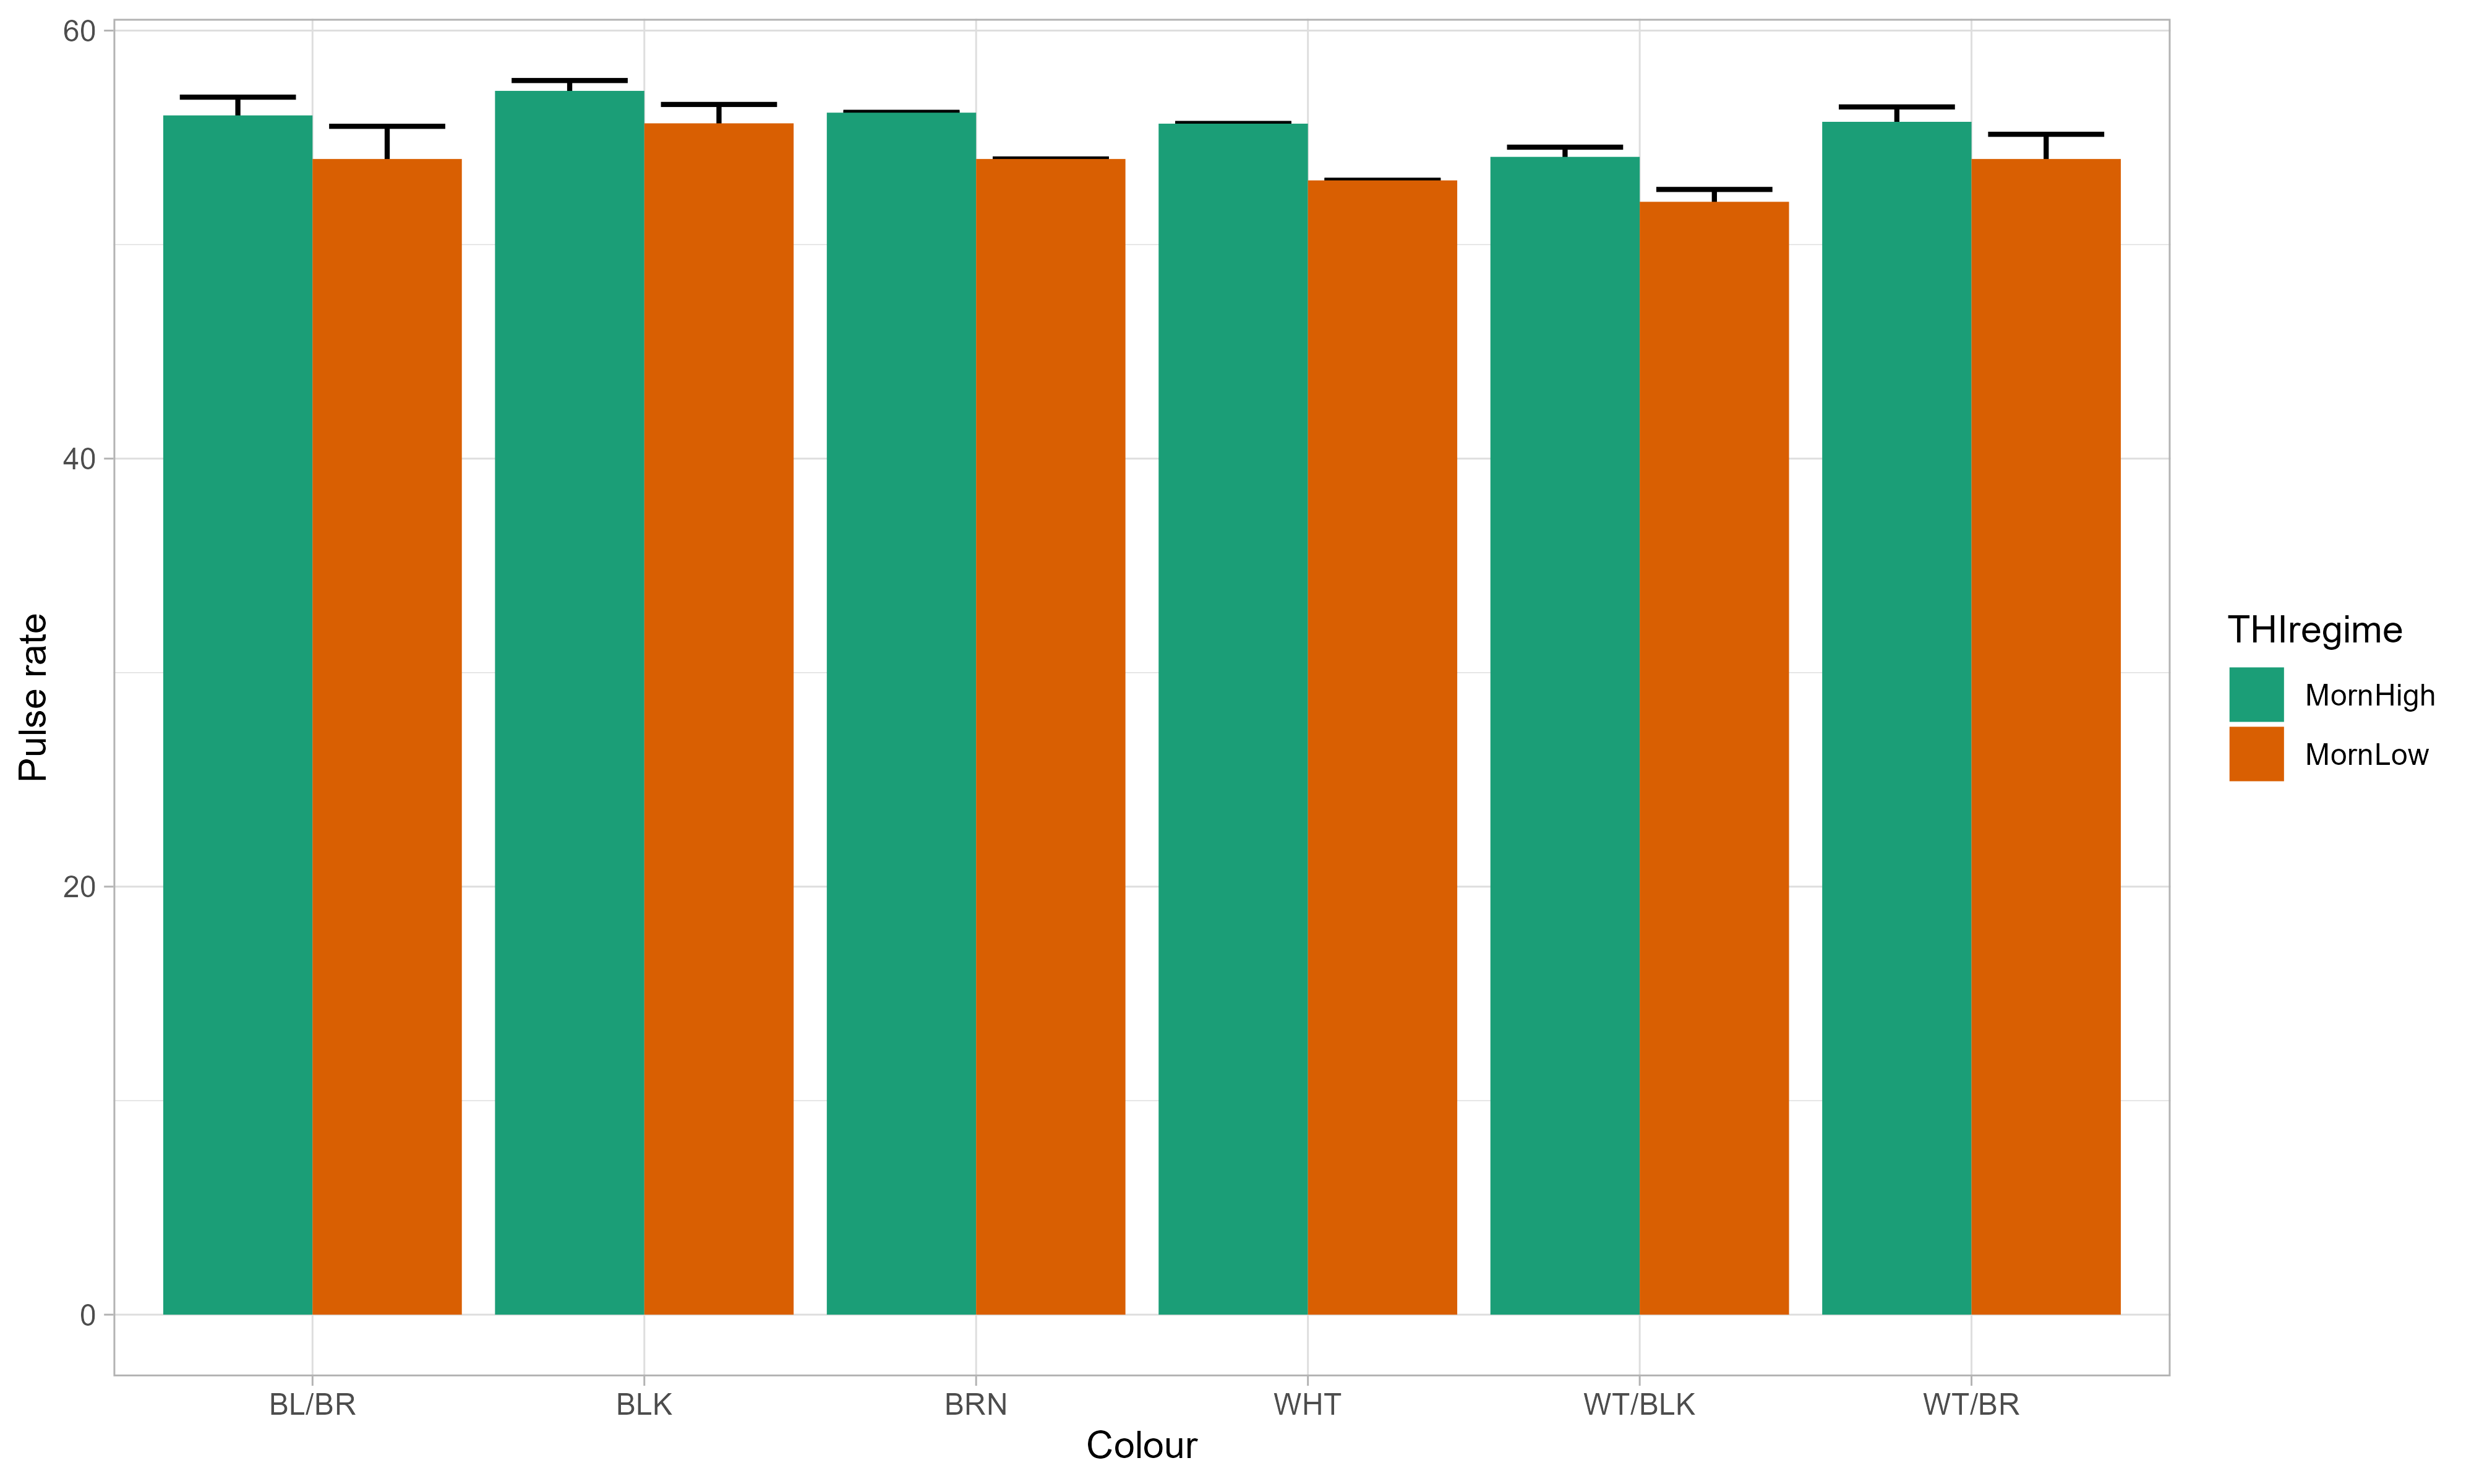 60
40
20
0
Pulse rate
BL/BR BLK BRN WHT WT/BLK WT/BR
Colour
THIregime
MornHigh
MornLow